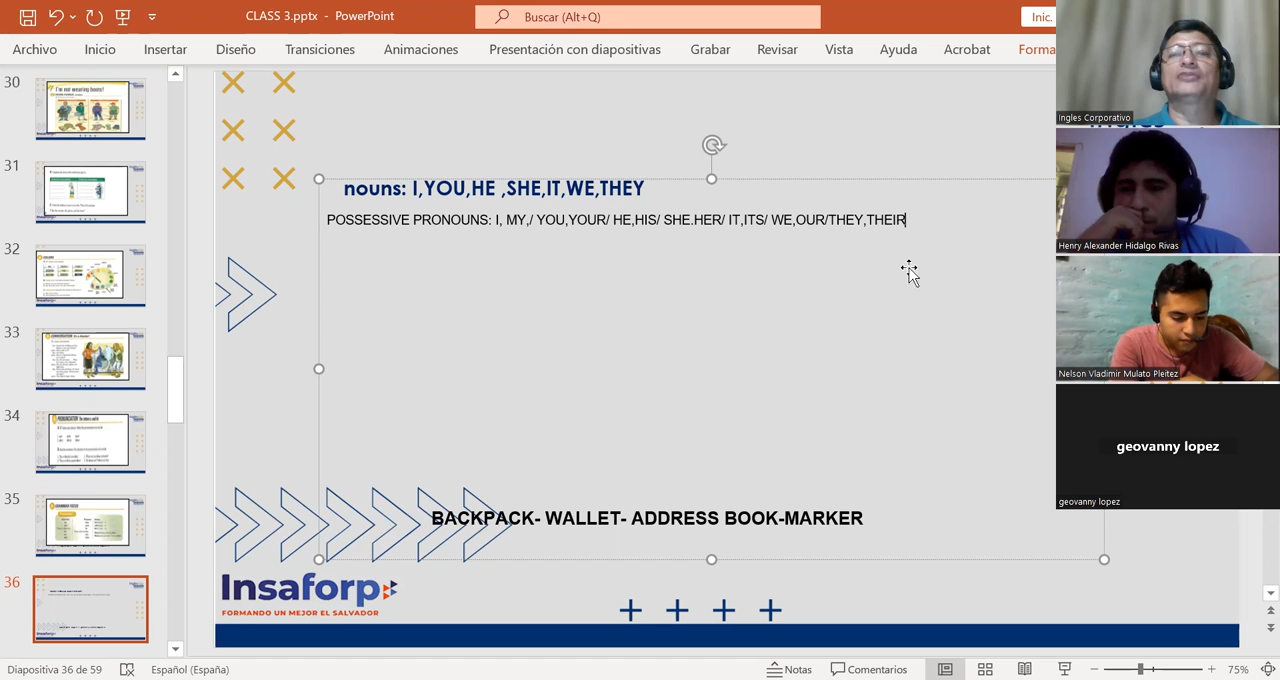 CLASS 3.pptx - PowerPoint
Buscar (Alt+Q)
Inic.
Archivo Inicio Insertar Diseño Transiciones Animaciones Presentación con diapositivas Grabar Revisar Vista Ayuda Acrobat Forma
30
I'm not wearing boots!
31
32
33
34
35
36
nouns: I,YOU,HE ,SHE,IT,WE,THEY
POSSESSIVE PRONOUNS: I, MY,/ YOU,YOUR/ HE,HIS/ SHE.HER/ IT,ITS/ WE,OUR/THEY,THEIR
BACKPACK- WALLET- ADDRESS BOOK-MARKER
Insaforp
FORMANDO UN MEJOR EL SALVADOR
Ingles Corporativo
Henry Alexander Hidalgo Rivas
Nelson Vladimir Mulato Pleitez
geovanny lopez
geovanny lopez
Diapositiva 36 de 59 Español (España) Notas Comentarios 75%